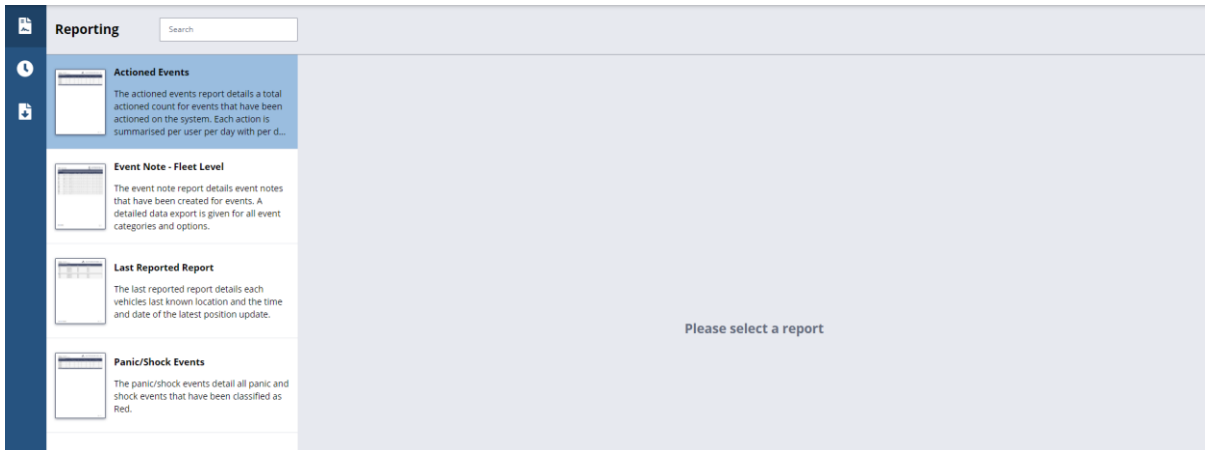 Reporting
Search
Actioned Events
The actioned events report details a total
actioned count for events that have been
actioned on the system. Each action is
summarised per user per day with per d...
Event Note - Fleet Level
The event note report details event notes
that have been created for events. A
detailed data export is given for all event
categories and options.
Last Reported Report
The last reported report details each
vehicles last known location and the time
and date of the latest position update.
Panic/Shock Events
The panic/shock events detail all panic and
shock events that have been classified as
Red.
Please select a report